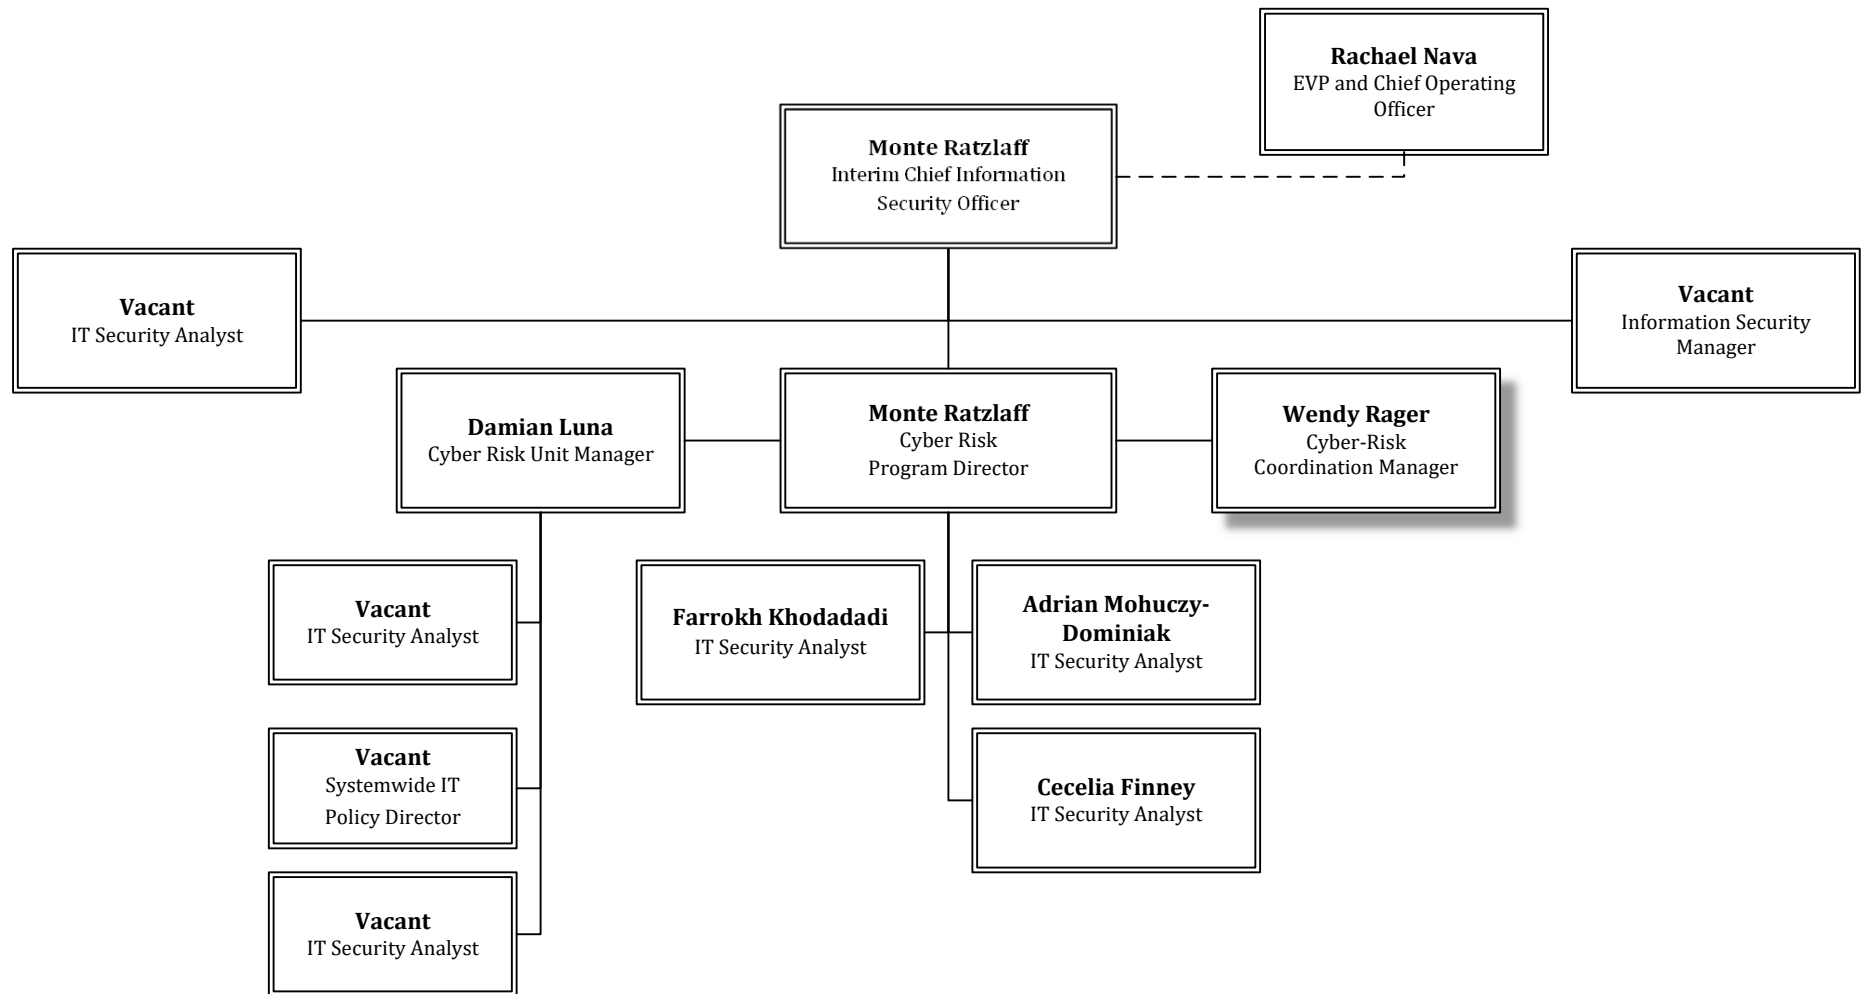 Rachael Nava
EVP and Chief Operating
Officer
Monte Ratzlaff
Interim Chief Information
Security Officer
Vacant
IT Security Analyst
Vacant
Information Security
Manager
Damian Luna
Cyber Risk Unit Manager
Monte Ratzlaff
Cyber Risk
Program Director
Wendy Rager
Cyber-Risk
Coordination Manager
Vacant
IT Security Analyst
Farrokh Khodadadi
IT Security Analyst
Adrian Mohuczy-
Dominiak
IT Security Analyst
Vacant
Systemwide IT
Policy Director
Cecelia Finney
IT Security Analyst
Vacant
IT Security Analyst